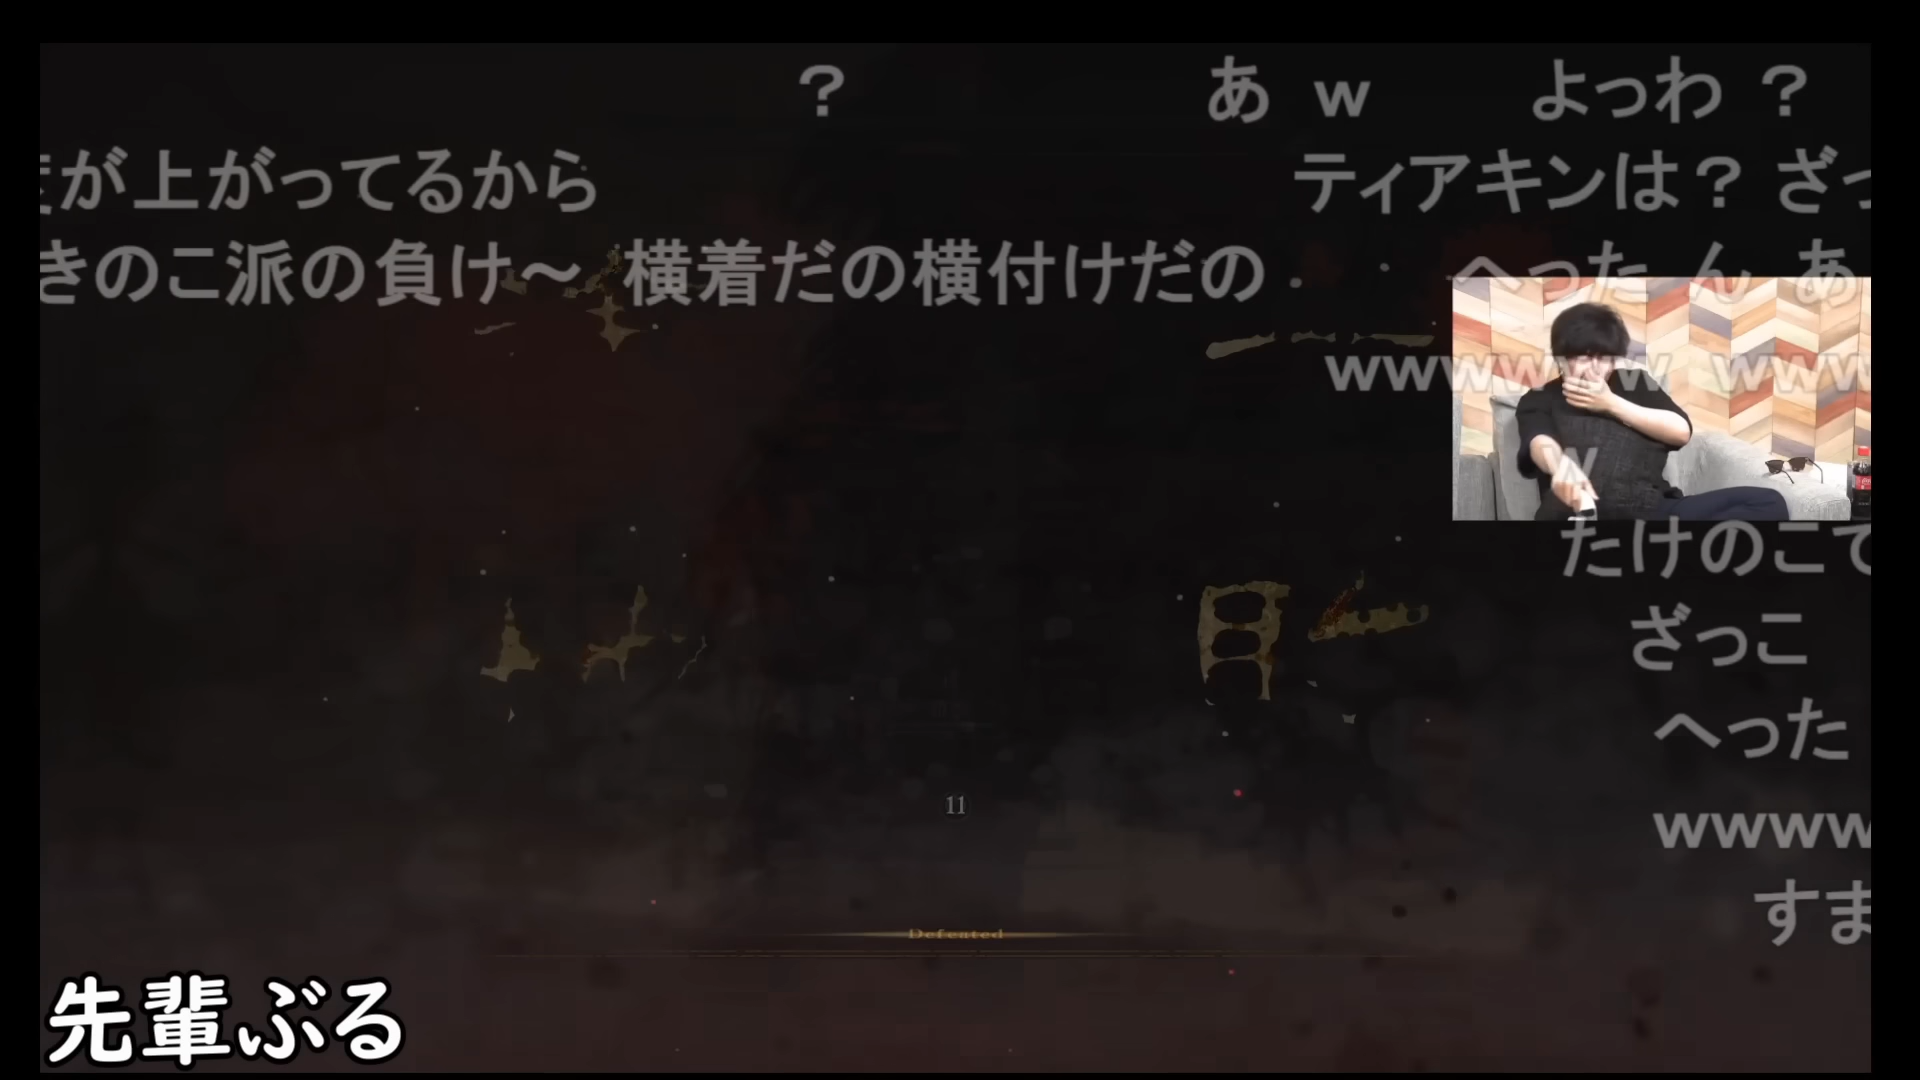 ? あ w よっわ ?
が上がってるから ティアキンは? ざっ
きのこ派の負け～ 横着だの横付けだの へった ん あ
wwwwww www
w
たけのこて
ざっこ
へった
wwww
すま
11
Defeated
先輩ぶる